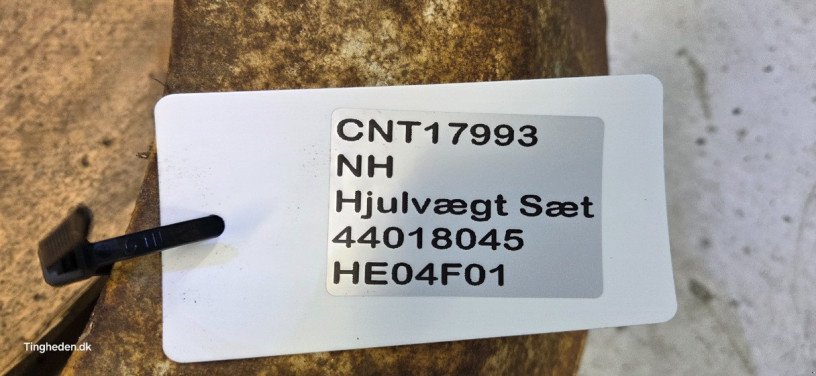 CNT17993
NH
Hjulvægt Sæt
44018045
HE04F01
Tingheden.dk